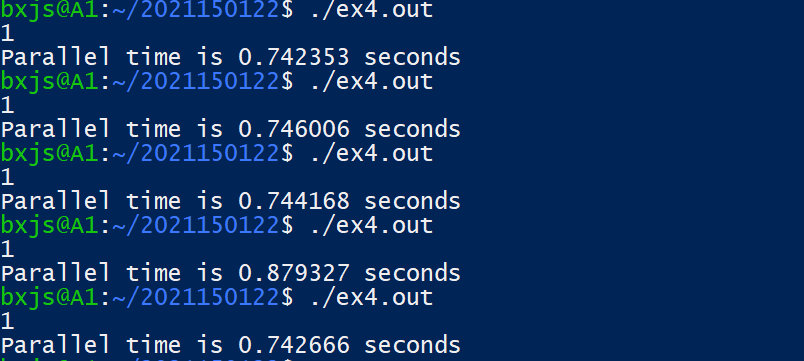 bxjs@A1:~/2021150122$ ./ex4.out
1
Parallel time is 0.742353 seconds
bxjs@A1:~/2021150122$ ./ex4.out
1
Parallel time is 0.746006 seconds
bxjs@A1:~/2021150122$ ./ex4.out
1
Parallel time is 0.744168 seconds
bxjs@A1:~/2021150122$ ./ex4.out
1
Parallel time is 0.879327 seconds
bxjs@A1:~/2021150122$ ./ex4.out
1
Parallel time is 0.742666 seconds